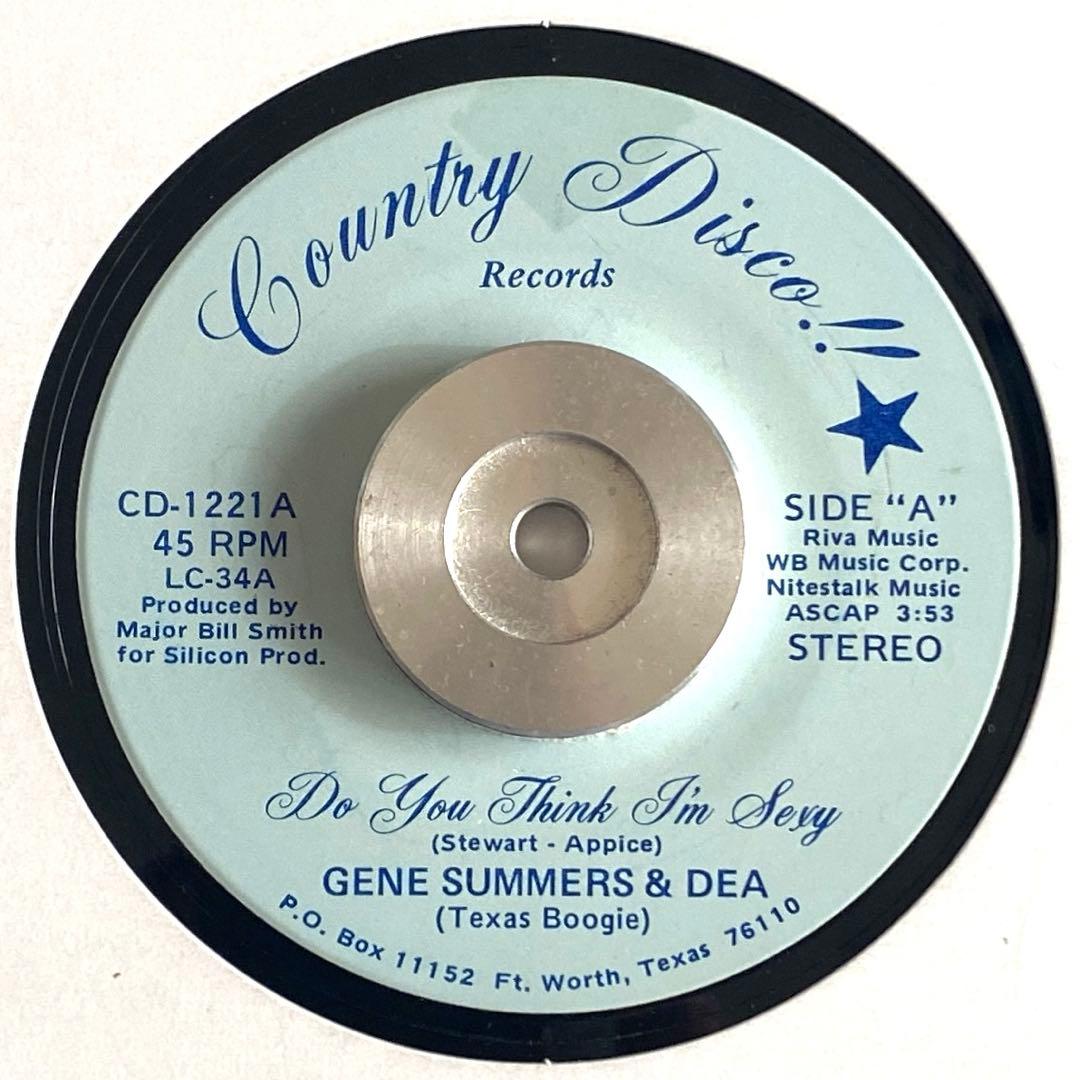 Country Disco!!
Records
CD-1221A
45 RPM
LC-34A
Produced by
Major Bill Smith
for Silicon Prod.
SIDE "A"
Riva Music
WB Music Corp.
Nitestalk Music
ASCAP 3:53
STEREO
Do You Think I'm Sexy
(Stewart - Appice)
GENE SUMMERS & DEA
(Texas Boogie)
P.O. Box 11152 Ft. Worth, Texas 76110